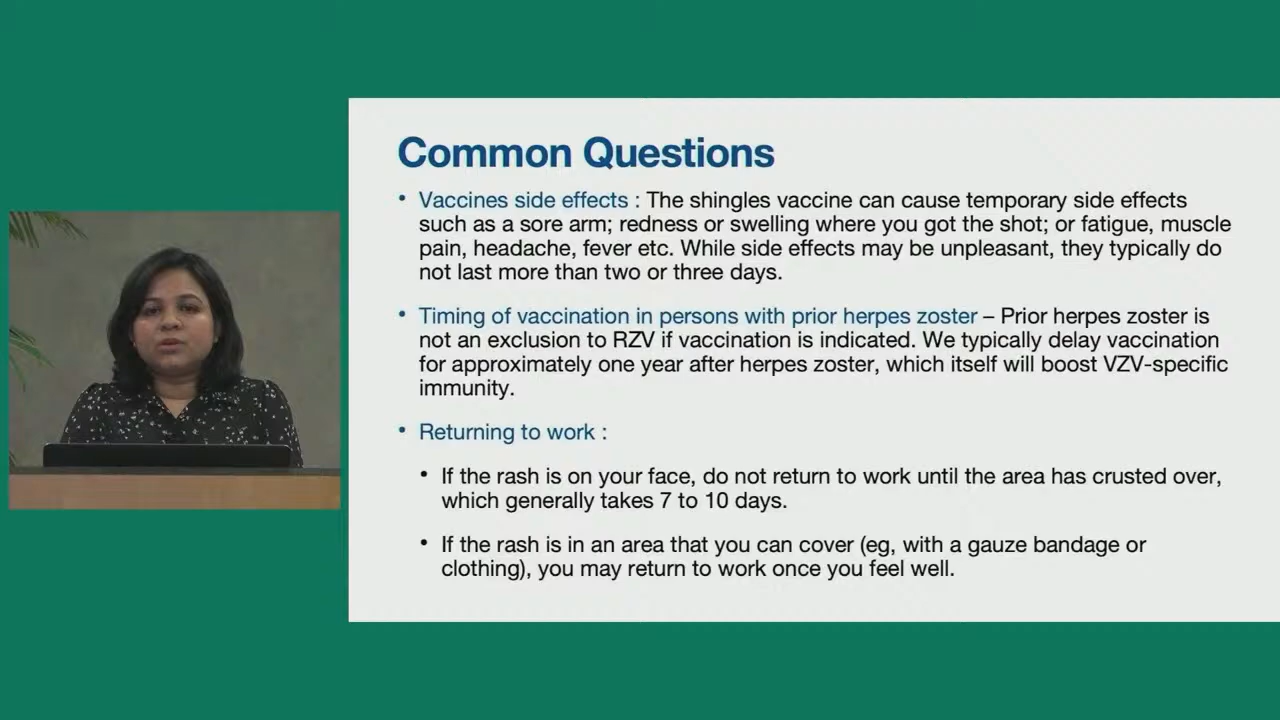 Common Questions
• Vaccines side effects : The shingles vaccine can cause temporary side effects
such as a sore arm; redness or swelling where you got the shot; or fatigue, muscle
pain, headache, fever etc. While side effects may be unpleasant, they typically do
not last more than two or three days.
• Timing of vaccination in persons with prior herpes zoster – Prior herpes zoster is
not an exclusion to RZV if vaccination is indicated. We typically delay vaccination
for approximately one year after herpes zoster, which itself will boost VZV-specific
immunity.
• Returning to work :
• If the rash is on your face, do not return to work until the area has crusted over,
which generally takes 7 to 10 days.
• If the rash is in an area that you can cover (eg, with a gauze bandage or
clothing), you may return to work once you feel well.